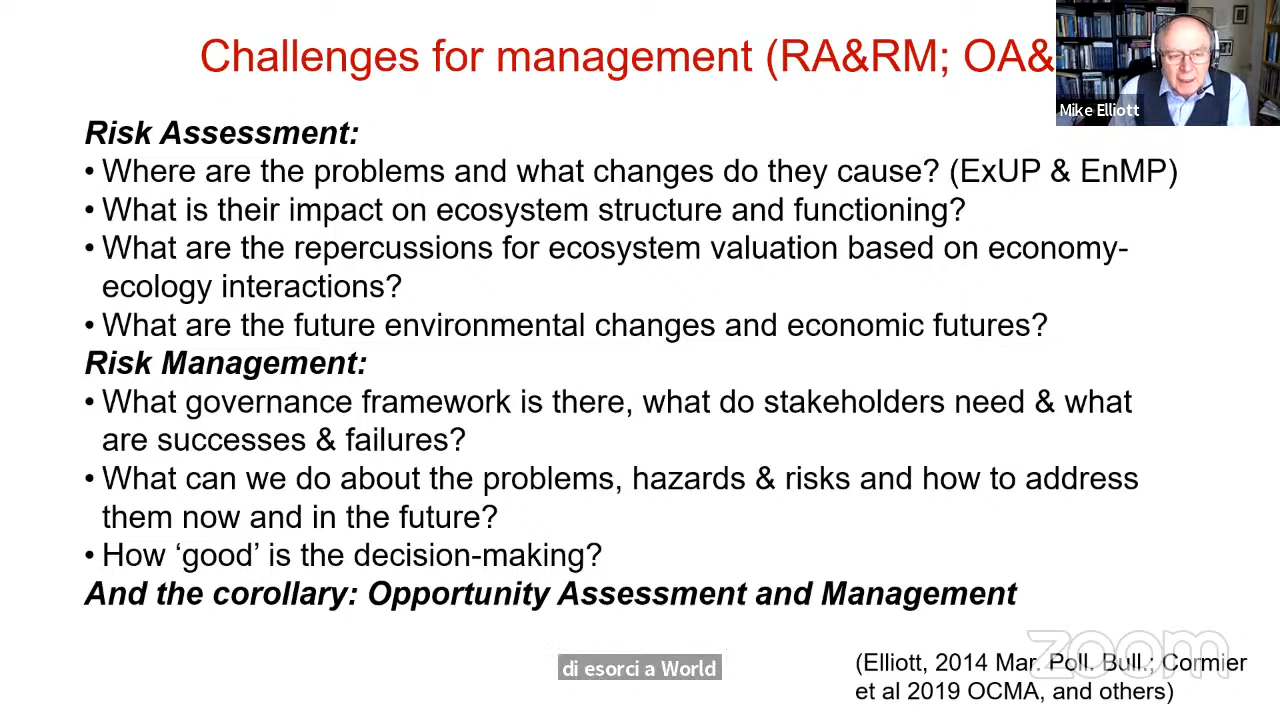 Challenges for management (RA&RM; OA&
Mike Elliott
Risk Assessment:
• Where are the problems and what changes do they cause? (ExUP & EnMP)
• What is their impact on ecosystem structure and functioning?
• What are the repercussions for ecosystem valuation based on economy-
ecology interactions?
• What are the future environmental changes and economic futures?
Risk Management:
• What governance framework is there, what do stakeholders need & what
are successes & failures?
• What can we do about the problems, hazards & risks and how to address
them now and in the future?
• How ‘good’ is the decision-making?
And the corollary: Opportunity Assessment and Management
zoom
di esorci a World
(Elliott, 2014 Mar. Poll. Bull.; Cormier
et al 2019 OCMA, and others)